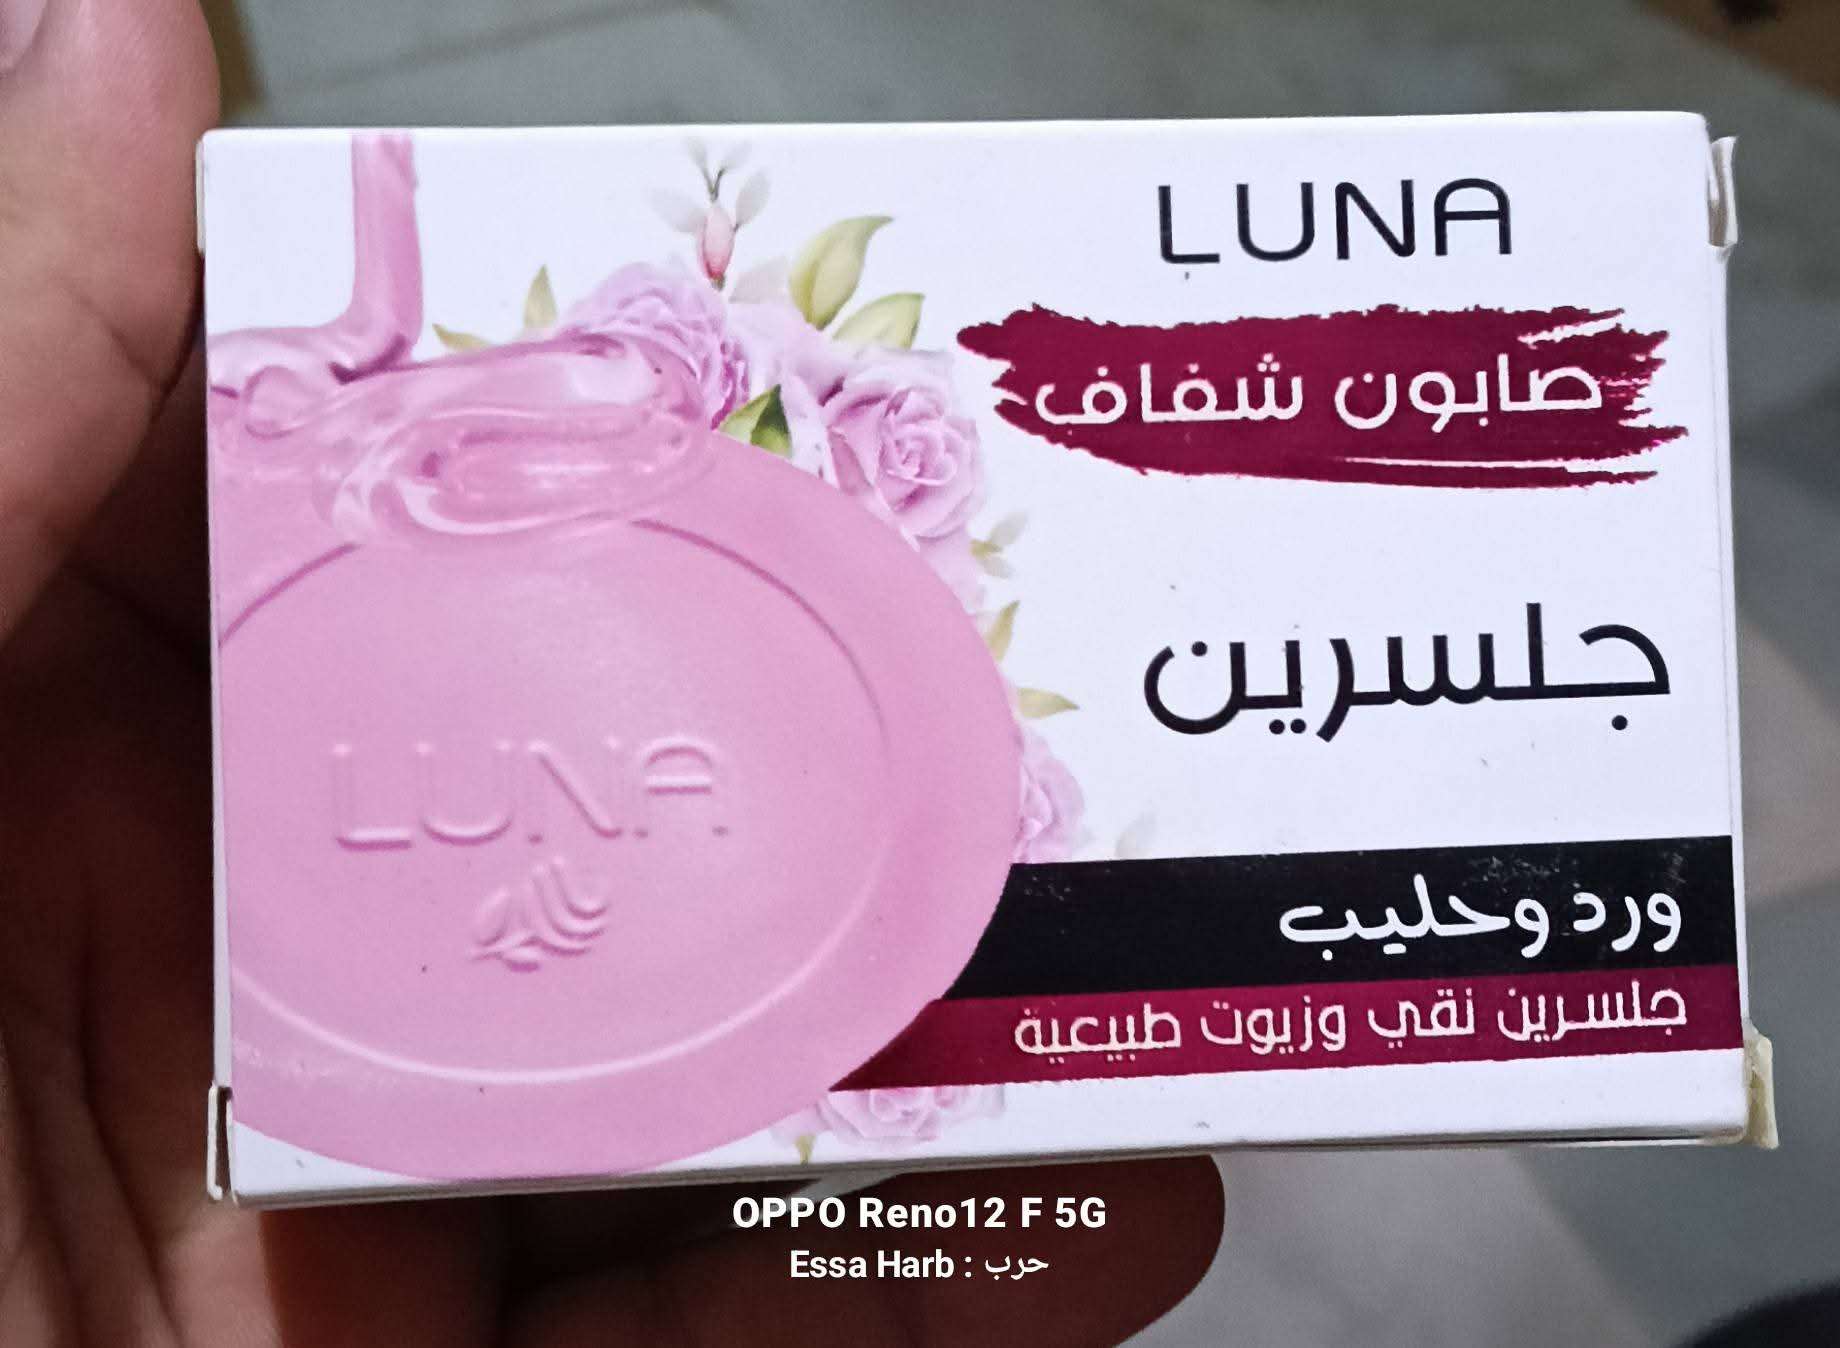 LUNA
صابون شفاف
جلسرين
ورد وحليب
جلسرين نقي وزيوت طبيعية
LUNA
OPPO Reno12 F 5G
Essa Harb : حرب